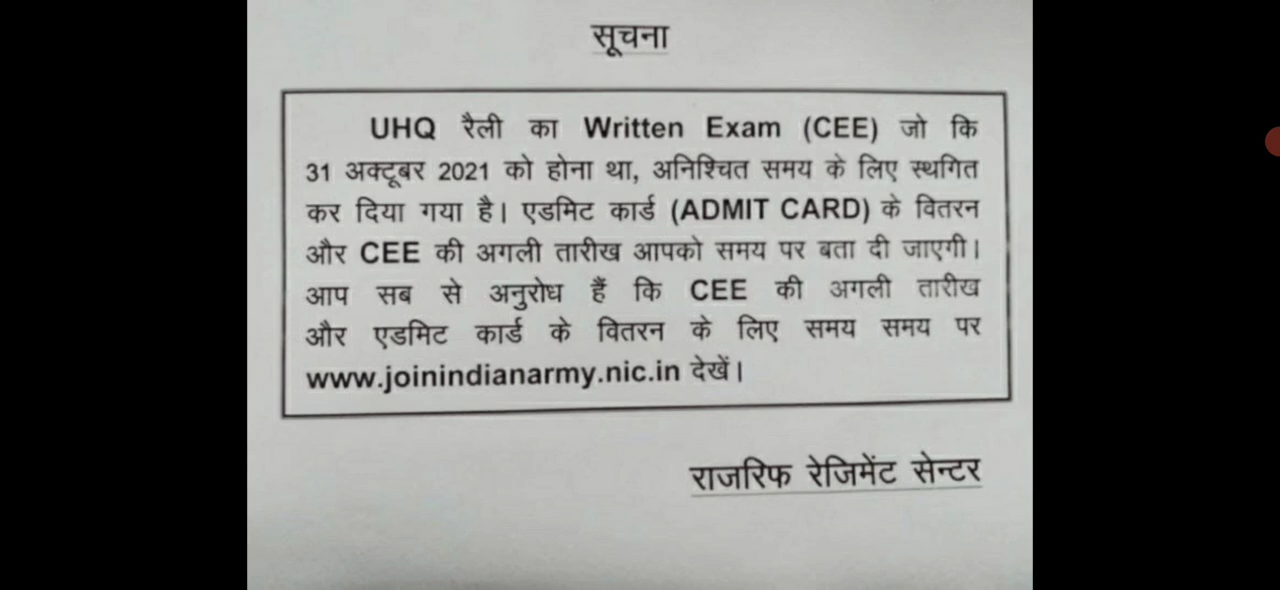 सूचना
UHQ रैली का Written Exam (CEE) जो कि
31 अक्टूबर 2021 को होना था, अनिश्चित समय के लिए स्थगित
कर दिया गया है। एडमिट कार्ड (ADMIT CARD) के वितरन
और CEE की अगली तारीख आपको समय पर बता दी जाएगी।
आप सब से अनुरोध हैं कि CEE की अगली तारीख
और एडमिट कार्ड के वितरन के लिए समय समय पर
www.joinindianarmy.nic.in देखें।
राजरिफ रेजिमेंट सेन्टर